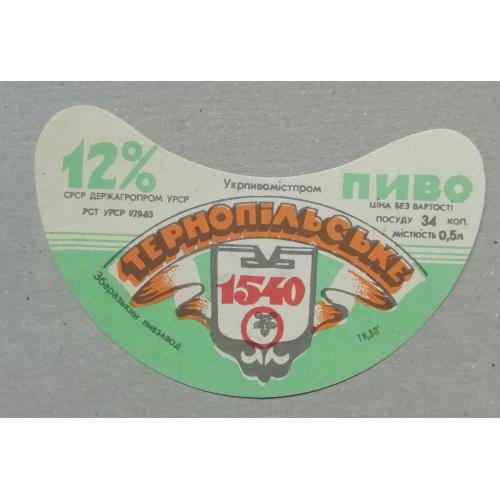 12%
СРСР ДЕРЖАГРОПРОМ УРСР
РСТ УРСР 929-83
Укрпивомістпром
ПИВО
ЦІНА БЕЗ ВАРТОСТІ
ПОСУДУ 34 КОП.
МІСТКІСТЬ 0,5л
ТЕРНОПІЛЬСЬКЕ
1540
Збаразький пивзавод
ТК„ВП"